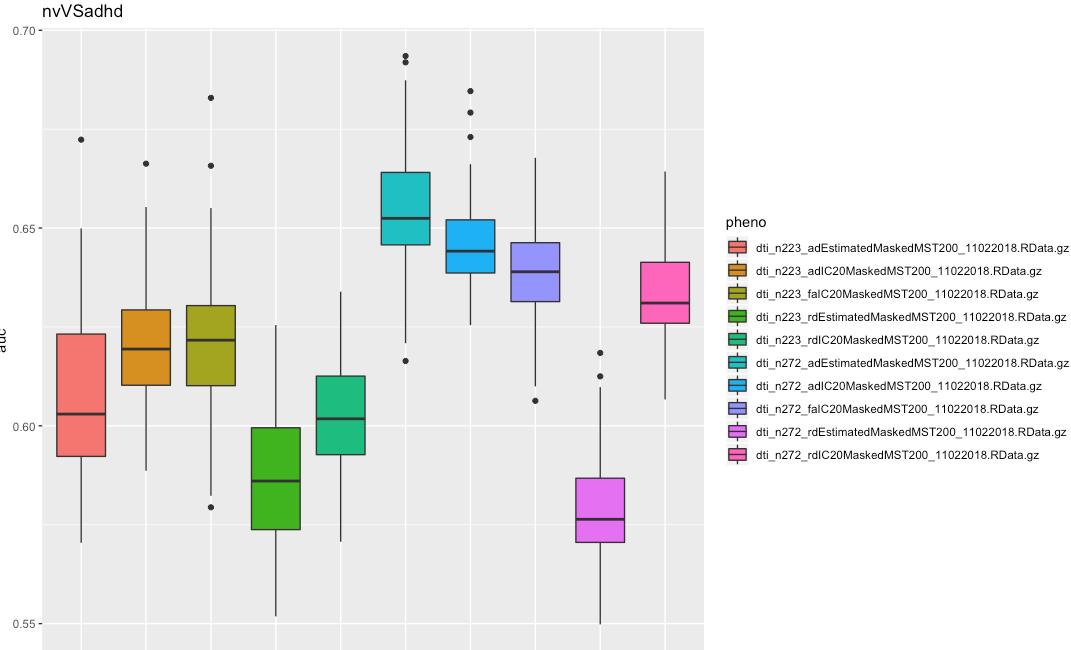 nvVSadhd
0.70
0.65
0.60
0.55
auc
pheno
dti_n223_adEstimatedMaskedMST200_11022018.RData.gz
dti_n223_adIC20MaskedMST200_11022018.RData.gz
dti_n223_faIC20MaskedMST200_11022018.RData.gz
dti_n223_rdEstimatedMaskedMST200_11022018.RData.gz
dti_n223_rdIC20MaskedMST200_11022018.RData.gz
dti_n272_adEstimatedMaskedMST200_11022018.RData.gz
dti_n272_adIC20MaskedMST200_11022018.RData.gz
dti_n272_faIC20MaskedMST200_11022018.RData.gz
dti_n272_rdEstimatedMaskedMST200_11022018.RData.gz
dti_n272_rdIC20MaskedMST200_11022018.RData.gz